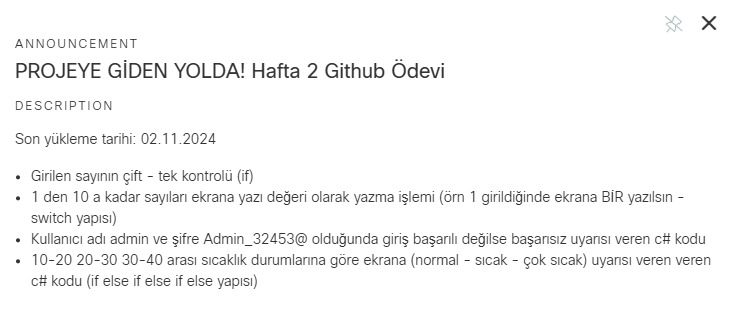 ANNOUNCEMENT
PROJEYE GİDEN YOLDA! Hafta 2 Github Ödevi
DESCRIPTION
Son yükleme tarihi: 02.11.2024
• Girilen sayının çift - tek kontrolü (if)
• 1 den 10 a kadar sayıları ekrana yazı değeri olarak yazma işlemi (örn 1 girildiğinde ekrana BİR yazılsın -
switch yapısı)
• Kullanıcı adı admin ve şifre Admin_32453@ olduğunda giriş başarılı değilse başarısız uyarısı veren c# kodu
• 10-20 20-30 30-40 arası sıcaklık durumlarına göre ekrana (normal - sıcak - çok sıcak) uyarısı veren veren
c# kodu (if else if else if else yapısı)